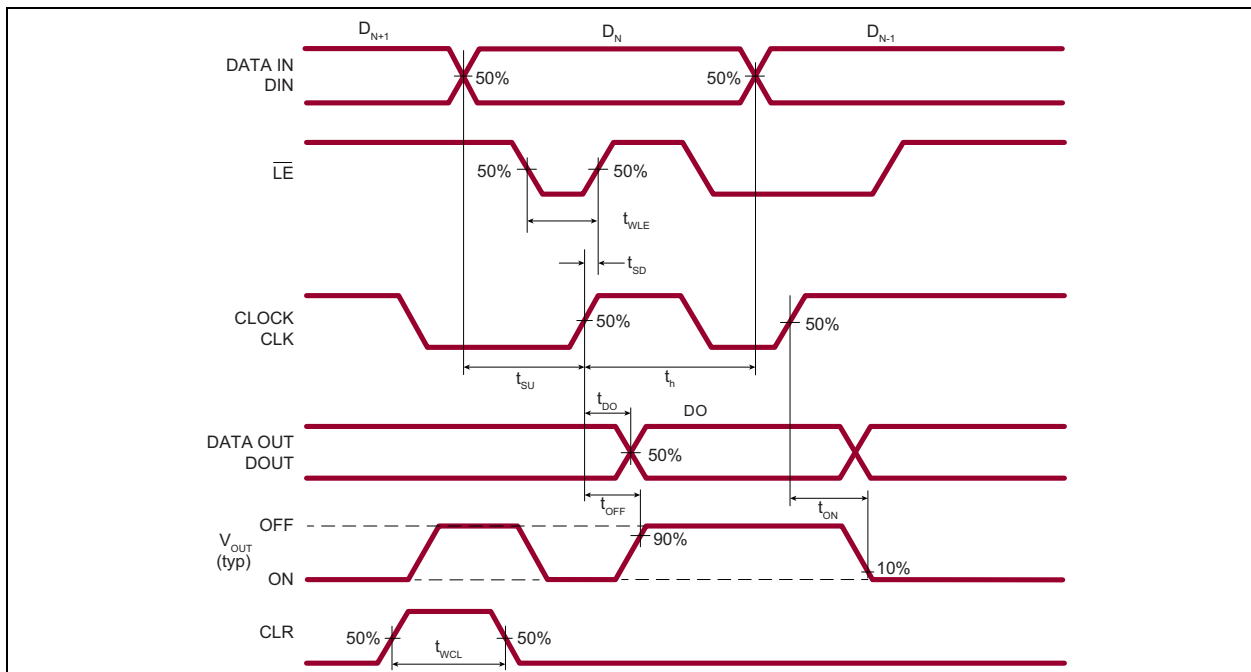 D_N+1 D_N D_N-1
DATA IN
DIN
50% 50%
L̅E̅
50% 50%
t_WLE
t_SD
CLOCK
CLK
50% 50%
t_SU t_h
t_DO DO
DATA OUT
DOUT
50%
t_OFF t_ON
OFF
V_OUT
(typ)
90%
ON
10%
CLR
50% t_WCL 50%